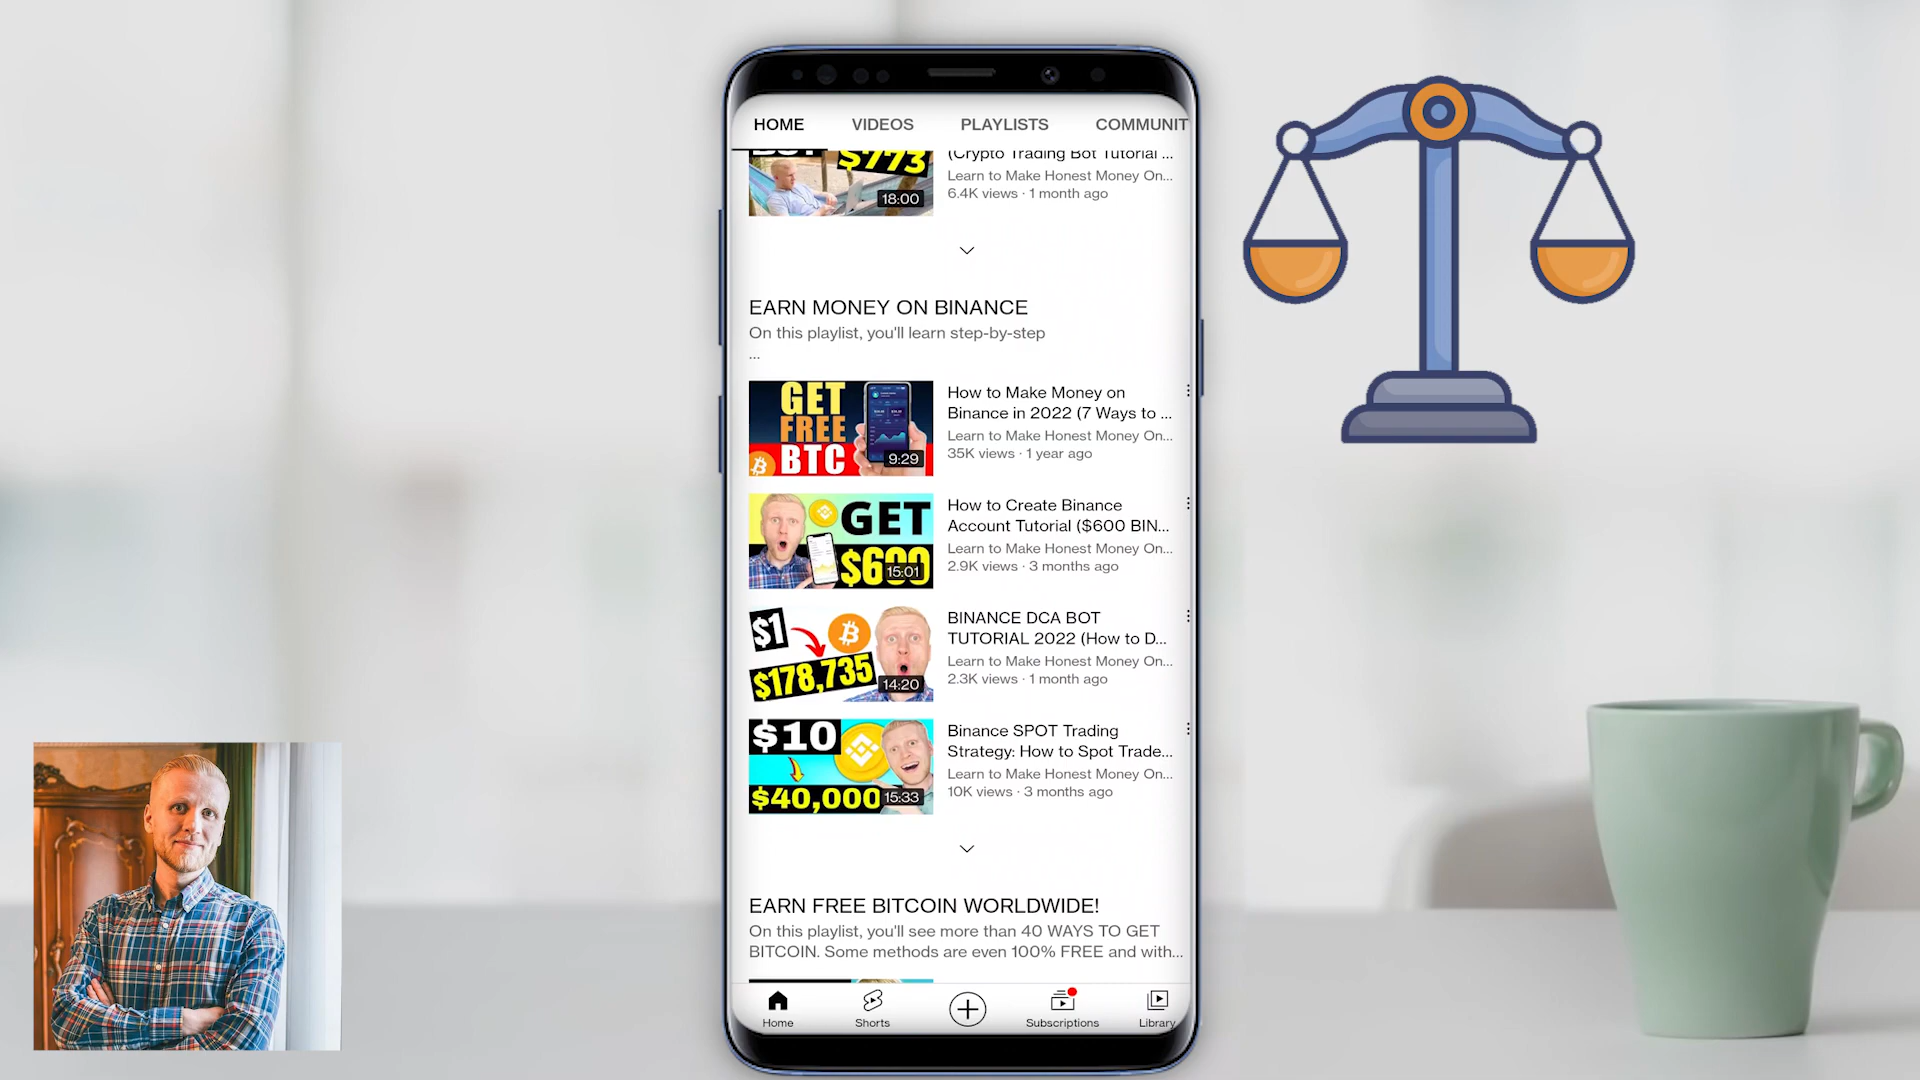 HOME VIDEOS PLAYLISTS COMMUNIT
$773
(Crypto Trading Bot Tutorial ...
Learn to Make Honest Money On...
6.4K views · 1 month ago
18:00
EARN MONEY ON BINANCE
On this playlist, you'll learn step-by-step
...
GET
FREE
BTC
9:29
How to Make Money on
Binance in 2022 (7 Ways to ...
Learn to Make Honest Money On...
35K views · 1 year ago
GET
$600
15:01
How to Create Binance
Account Tutorial ($600 BIN...
Learn to Make Honest Money On...
2.9K views · 3 months ago
$1
$178,735
14:20
BINANCE DCA BOT
TUTORIAL 2022 (How to D...
Learn to Make Honest Money On...
2.3K views · 1 month ago
$10
$40,000
15:33
Binance SPOT Trading
Strategy: How to Spot Trade...
Learn to Make Honest Money On...
10K views · 3 months ago
EARN FREE BITCOIN WORLDWIDE!
On this playlist, you'll see more than 40 WAYS TO GET
BITCOIN. Some methods are even 100% FREE and with...
Home Shorts Subscriptions Library